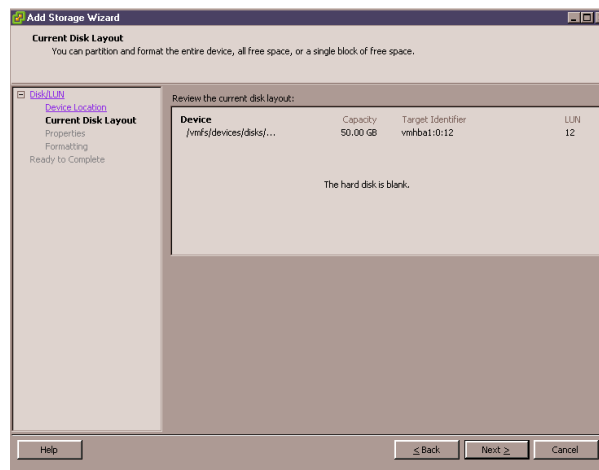 Add Storage Wizard
Current Disk Layout
You can partition and format the entire device, all free space, or a single block of free space.
Disk/LUN
Device Location
Current Disk Layout
Properties
Formatting
Ready to Complete
Review the current disk layout:
Device Capacity Target Identifier LUN
/vmfs/devices/disks/... 50.00 GB vmhba1:0:12 12
The hard disk is blank.
Help ≤ Back Next ≥ Cancel